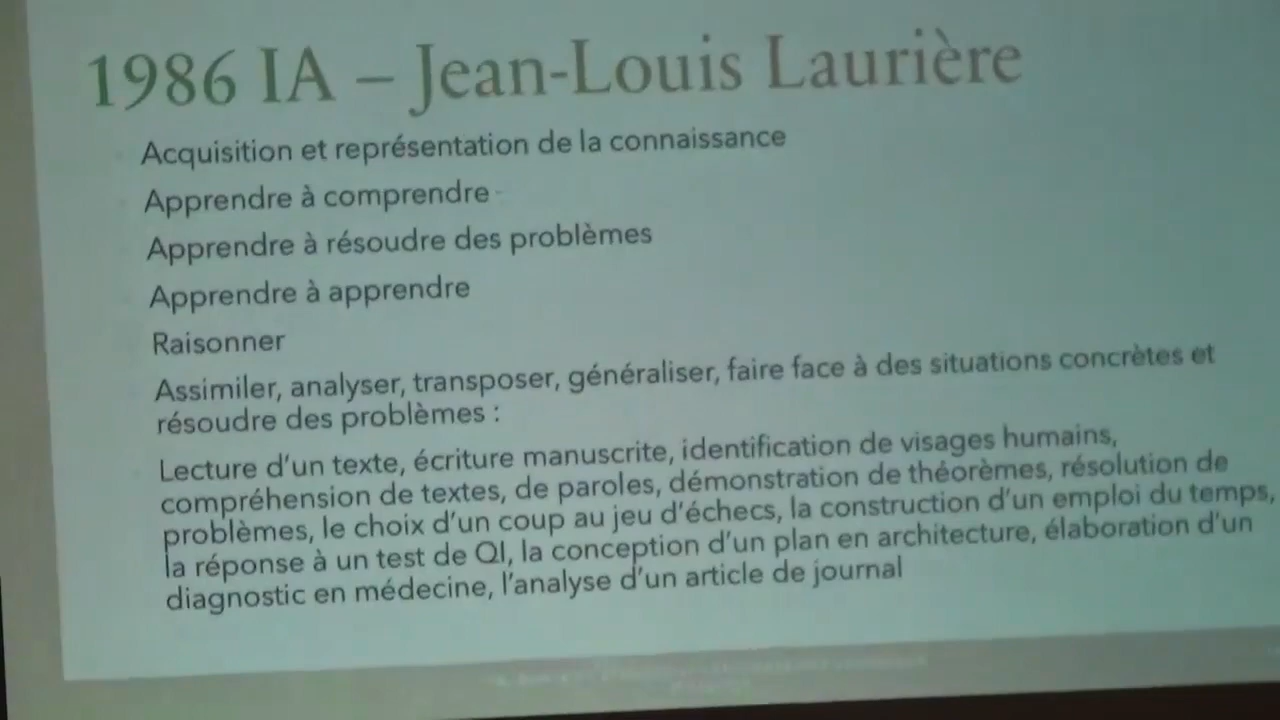 1986 IA – Jean-Louis Laurière
Acquisition et représentation de la connaissance
Apprendre à comprendre
Apprendre à résoudre des problèmes
Apprendre à apprendre
Raisonner
Assimiler, analyser, transposer, généraliser, faire face à des situations concrètes et
résoudre des problèmes :
Lecture d'un texte, écriture manuscrite, identification de visages humains,
compréhension de textes, de paroles, démonstration de théorèmes, résolution de
problèmes, le choix d'un coup au jeu d'échecs, la construction d'un emploi du temps,
la réponse à un test de QI, la conception d'un plan en architecture, élaboration d'un
diagnostic en médecine, l'analyse d'un article de journal